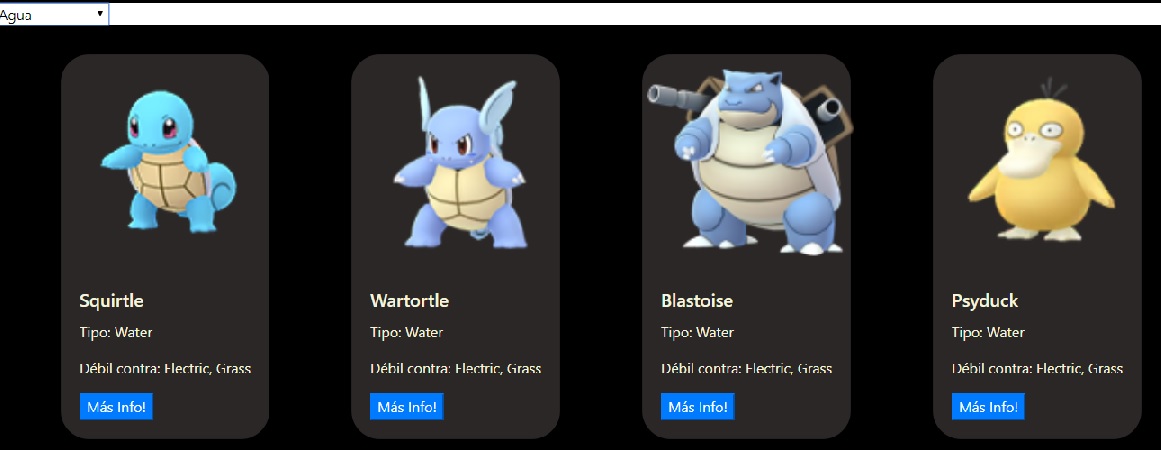 Agua
Squirtle
Tipo: Water
Débil contra: Electric, Grass
Más Info!
Wartortle
Tipo: Water
Débil contra: Electric, Grass
Más Info!
Blastoise
Tipo: Water
Débil contra: Electric, Grass
Más Info!
Psyduck
Tipo: Water
Débil contra: Electric, Grass
Más Info!